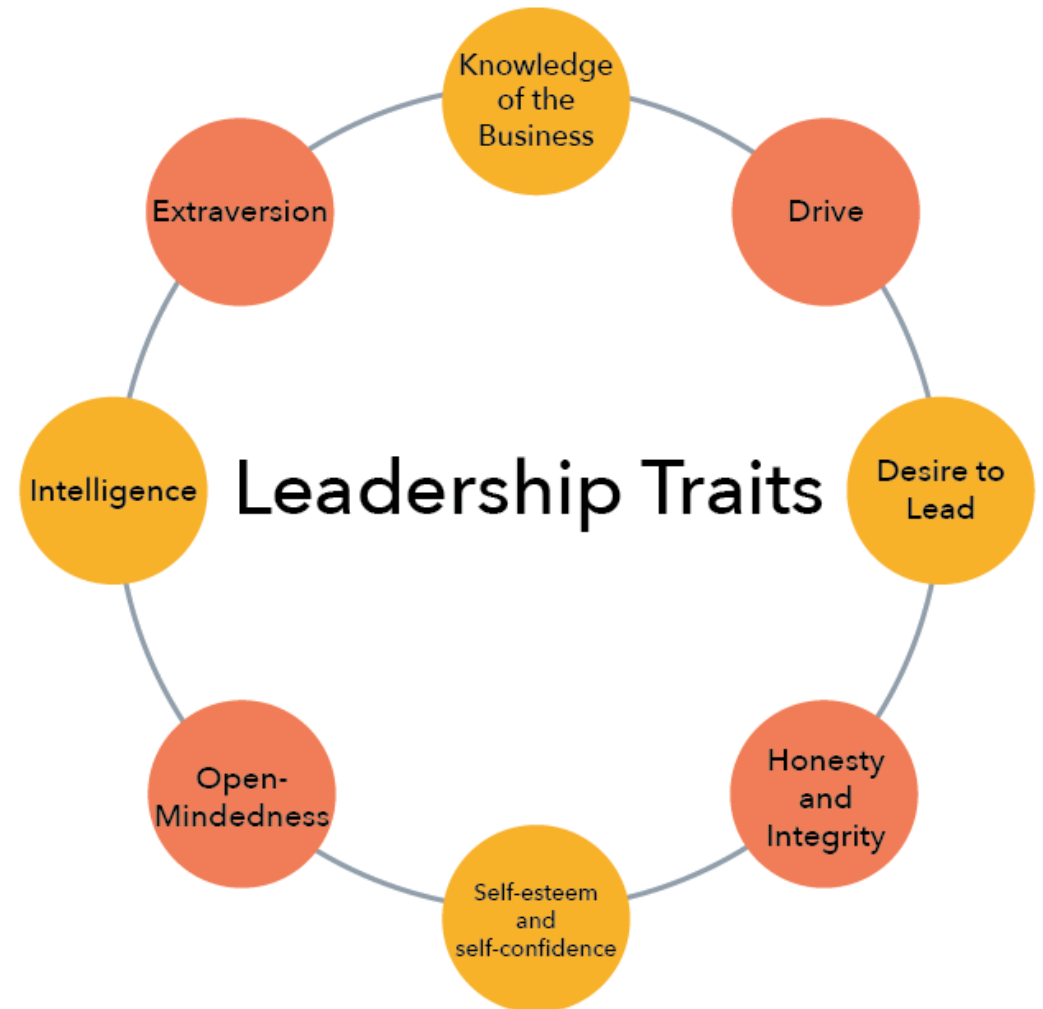 Knowledge
of the
Business
Extraversion
Drive
Intelligence
Leadership Traits
Desire to
Lead
Open-
Mindedness
Honesty
and
Integrity
Self-esteem
and
self-confidence